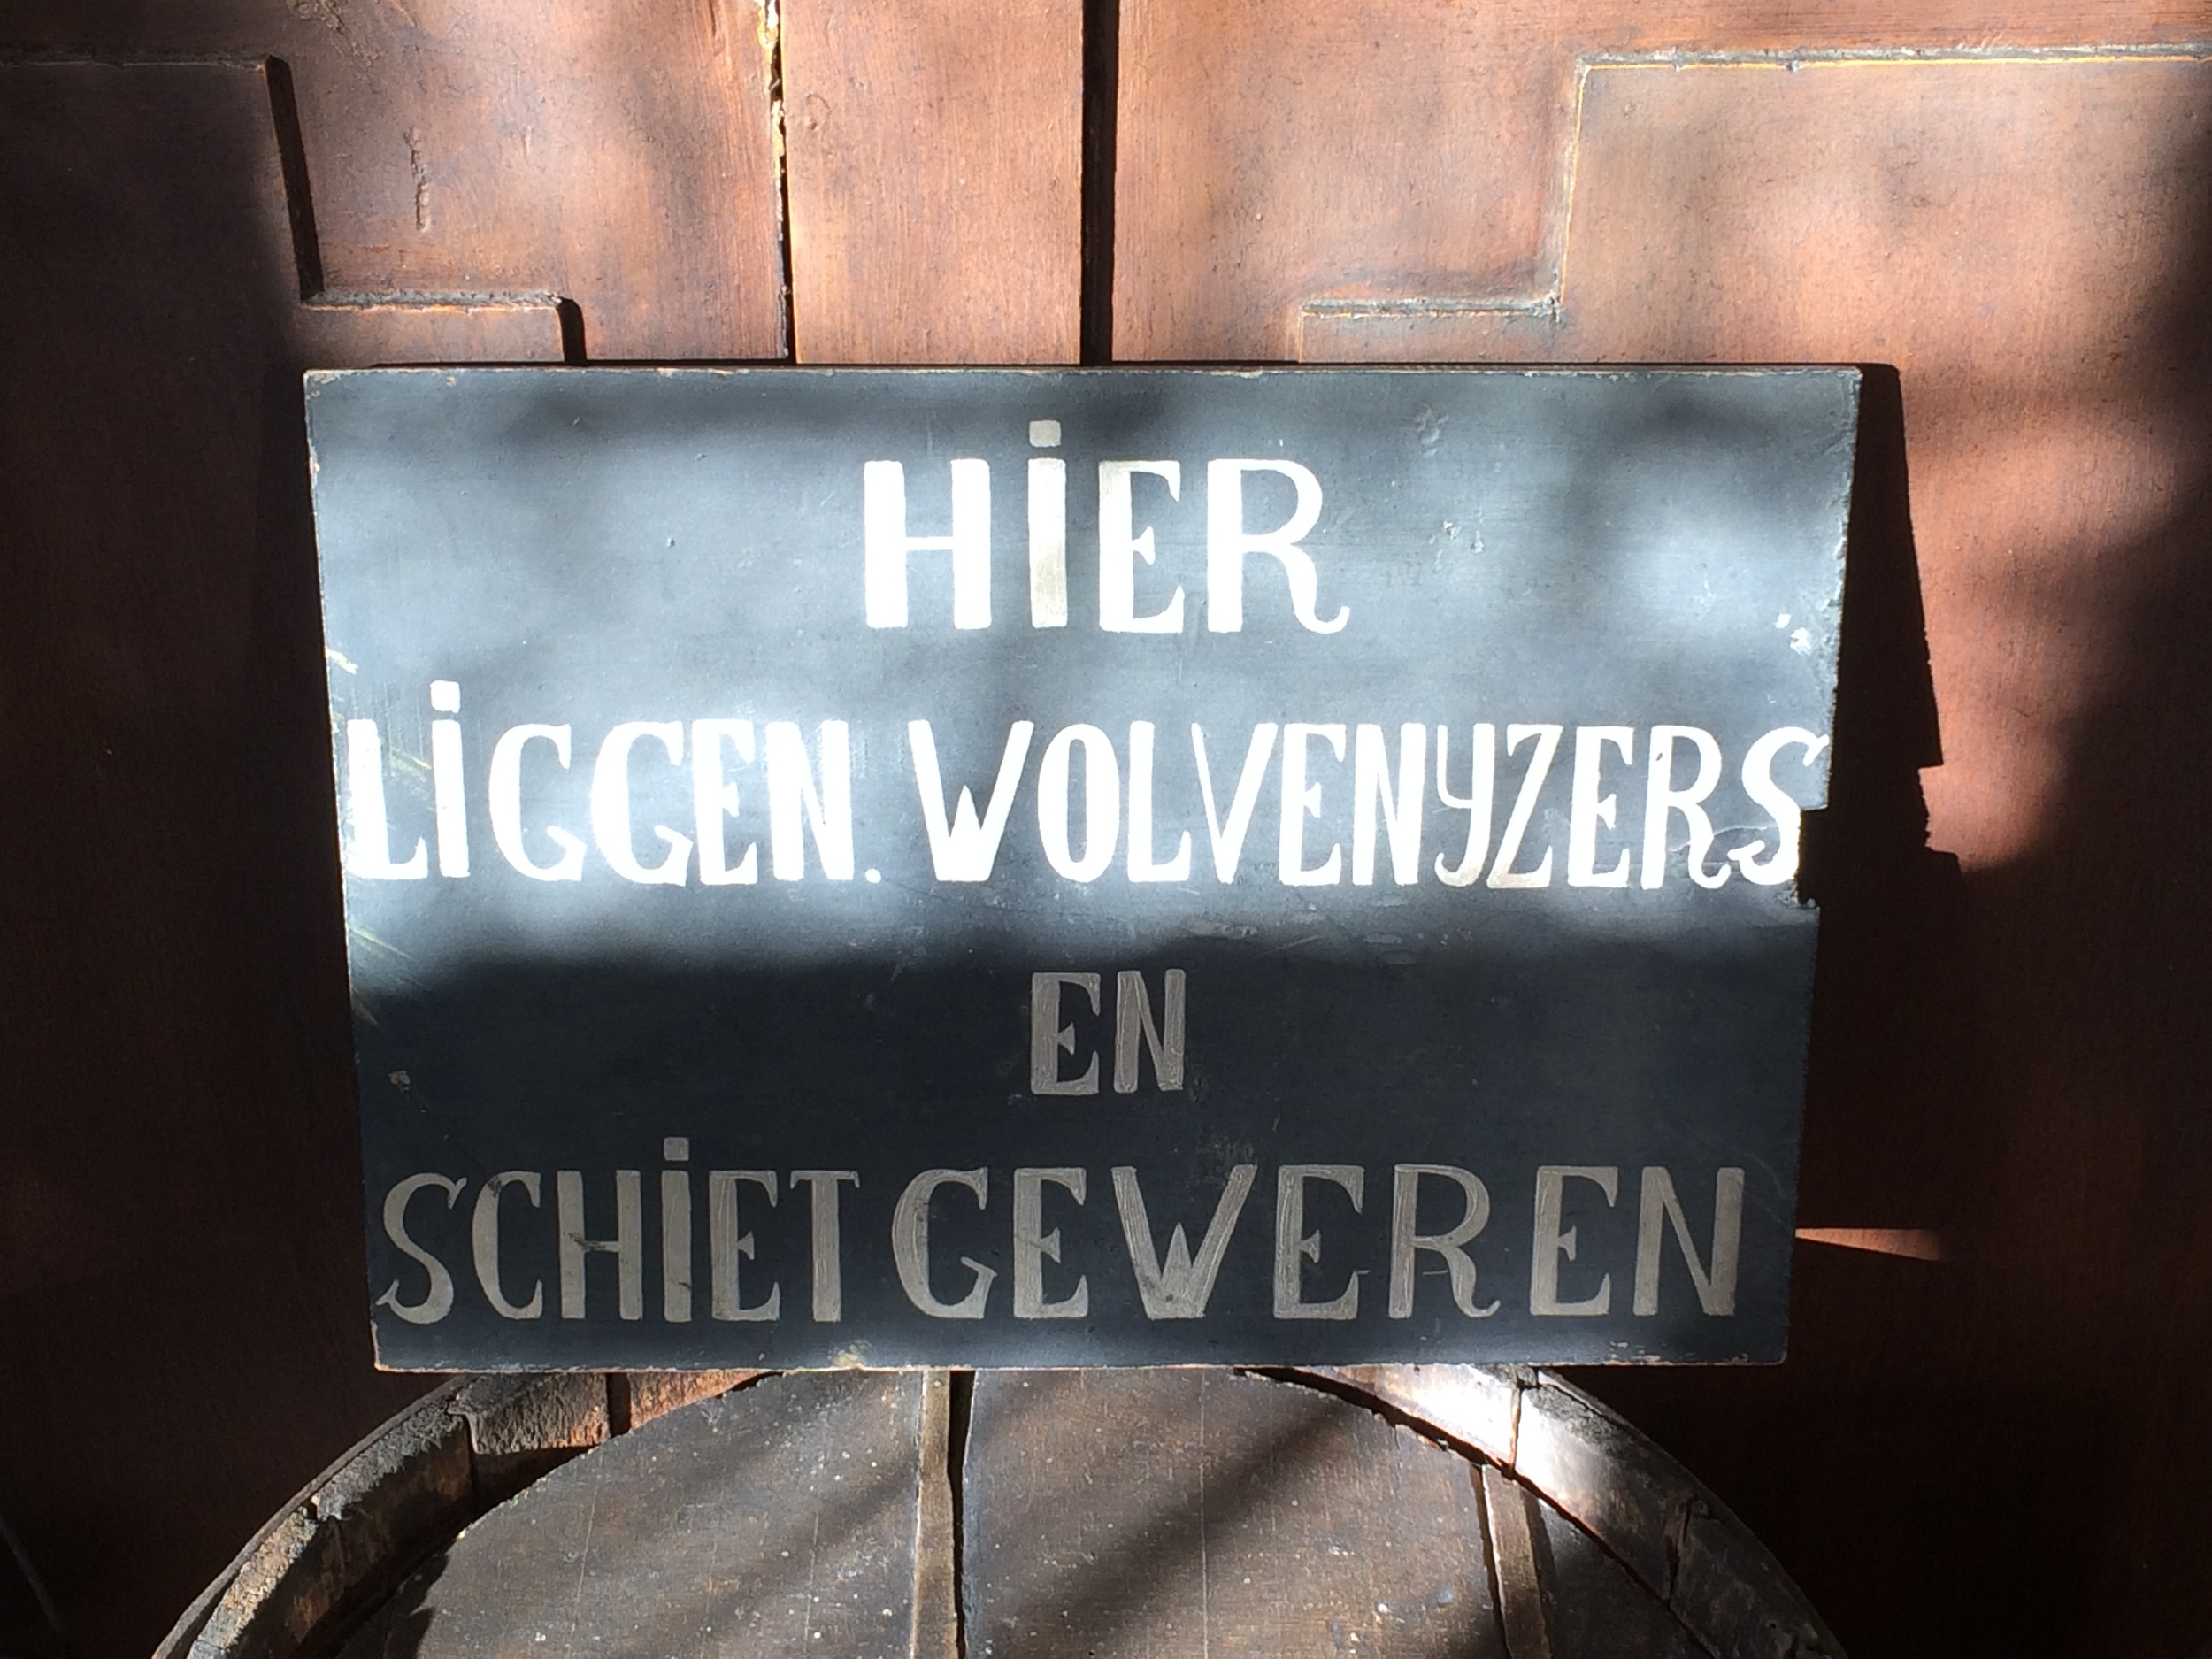 HiER
LiGGEN. WOLVENYZERS
EN
SCHiETGEWEREN